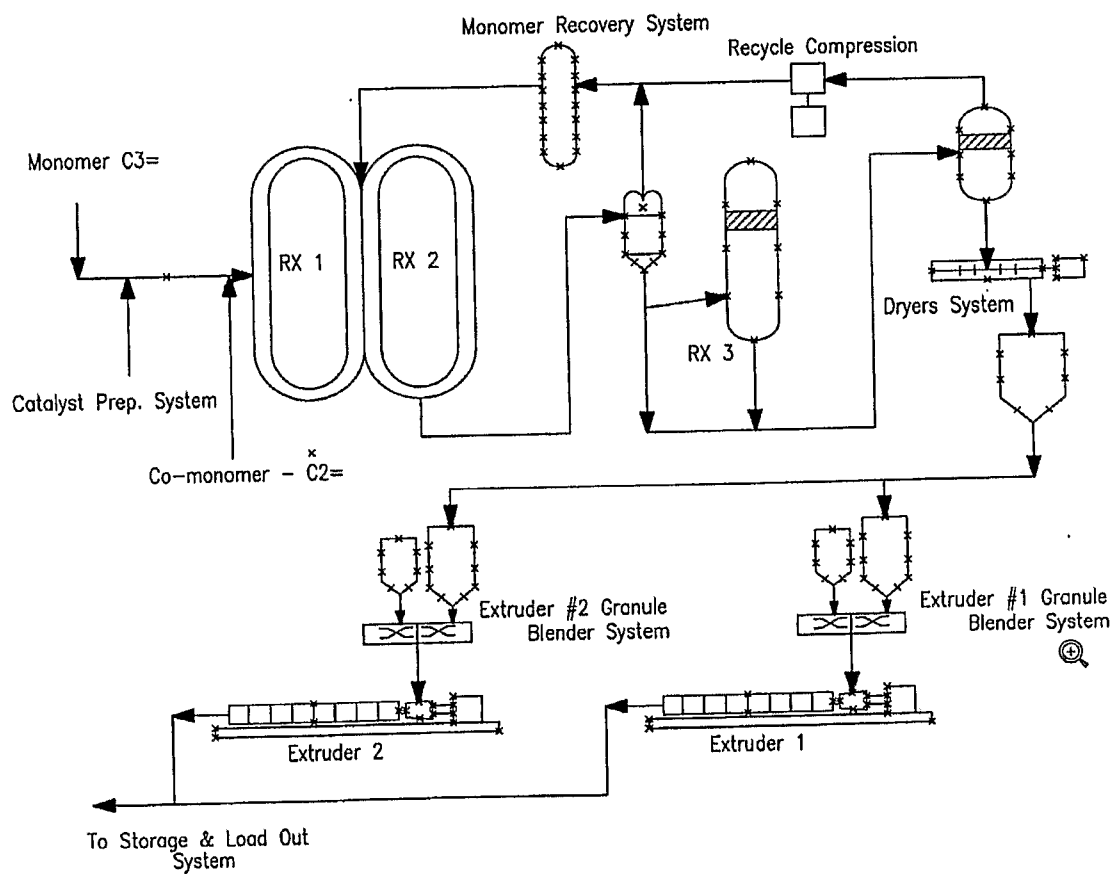 Monomer Recovery System
Recycle Compression
Monomer C3=
RX 1
RX 2
RX 3
Dryers System
Catalyst Prep. System
Co-monomer - C2=
Extruder #2 Granule
Blender System
Extruder #1 Granule
Blender System
Extruder 2
Extruder 1
To Storage & Load Out
System